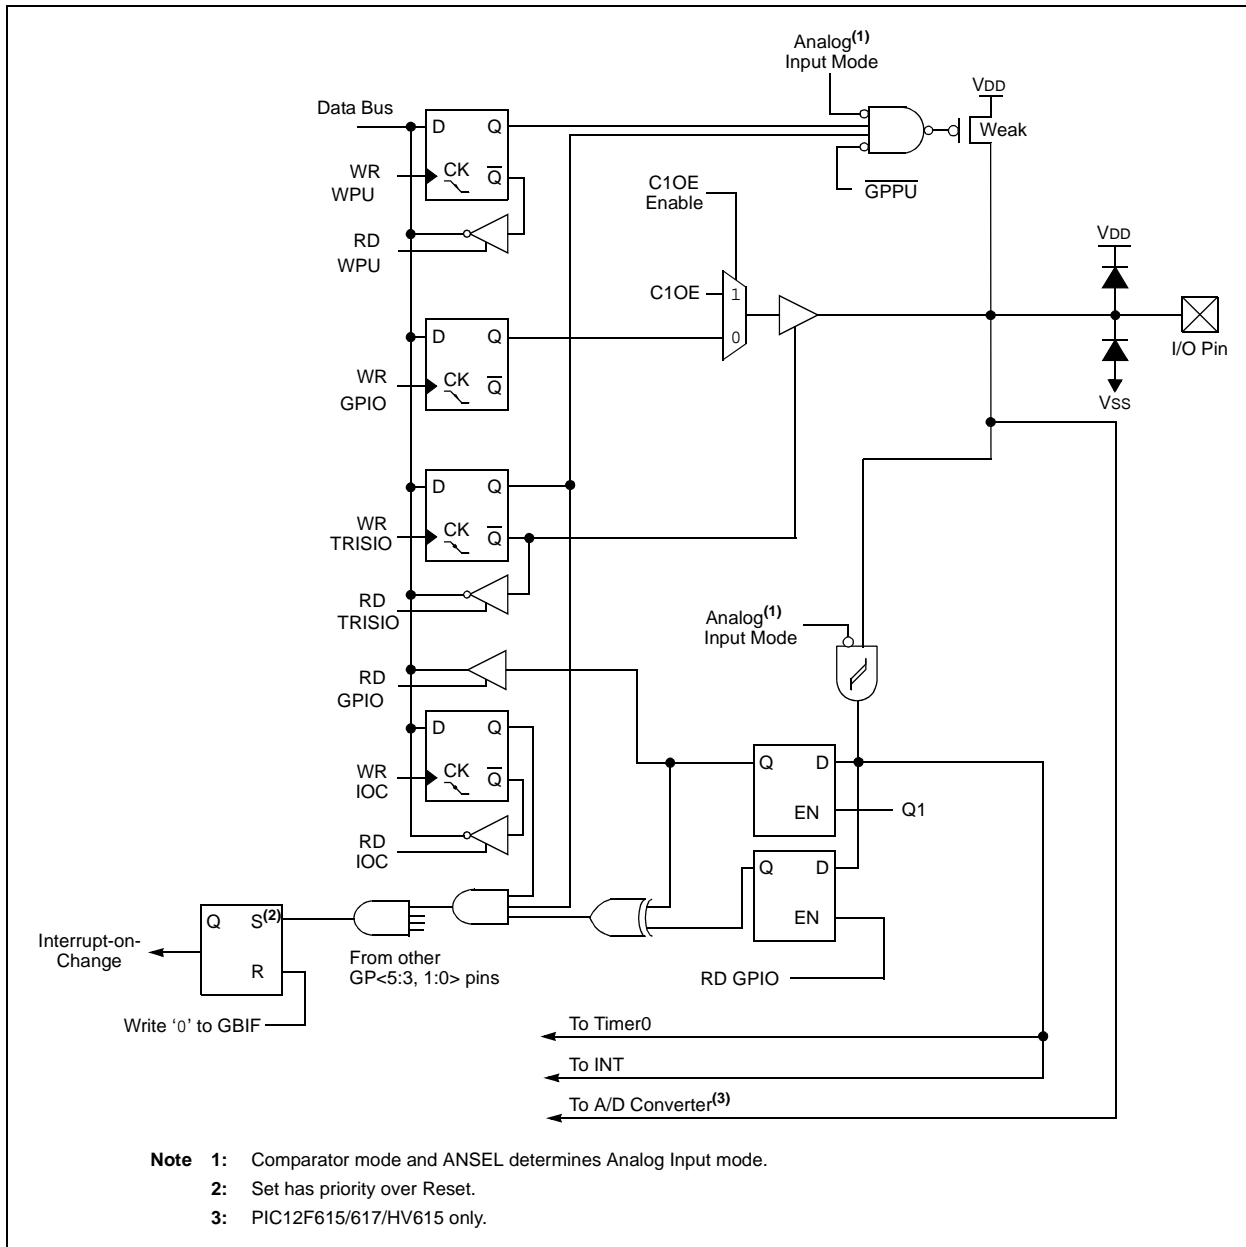 Analog(1)
Input Mode
VDD
Data Bus
D Q
Weak
WR
WPU
CK Q
C1OE
Enable
GPPU
RD
WPU
VDD
C1OE
1
D Q
0
I/O Pin
WR
GPIO
CK Q
VSS
D Q
WR
TRISIO
CK Q
RD
TRISIO
Analog(1)
Input Mode
RD
GPIO
D Q
Q D
WR
IOC
CK Q
EN
Q1
RD
IOC
Q D
Q S(2)
EN
Interrupt-on-
Change
From other
GP<5:3, 1:0> pins
R
RD GPIO
Write ‘0’ to GBIF
To Timer0
To INT
To A/D Converter(3)
Note 1: Comparator mode and ANSEL determines Analog Input mode.
2: Set has priority over Reset.
3: PIC12F615/617/HV615 only.